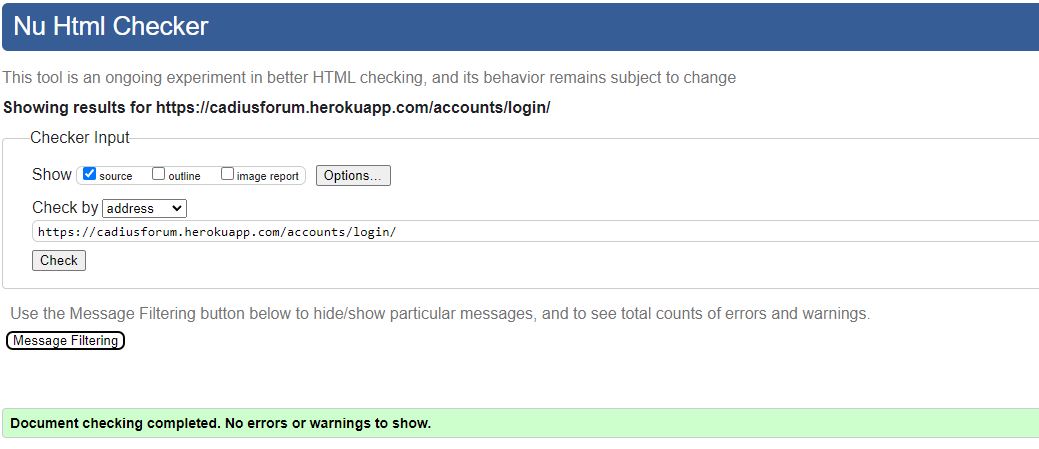 Nu Html Checker
This tool is an ongoing experiment in better HTML checking, and its behavior remains subject to change
Showing results for https://cadiusforum.herokuapp.com/accounts/login/
Checker Input
Show source outline image report Options...
Check by address
https://cadiusforum.herokuapp.com/accounts/login/
Check
Use the Message Filtering button below to hide/show particular messages, and to see total counts of errors and warnings.
Message Filtering
Document checking completed. No errors or warnings to show.